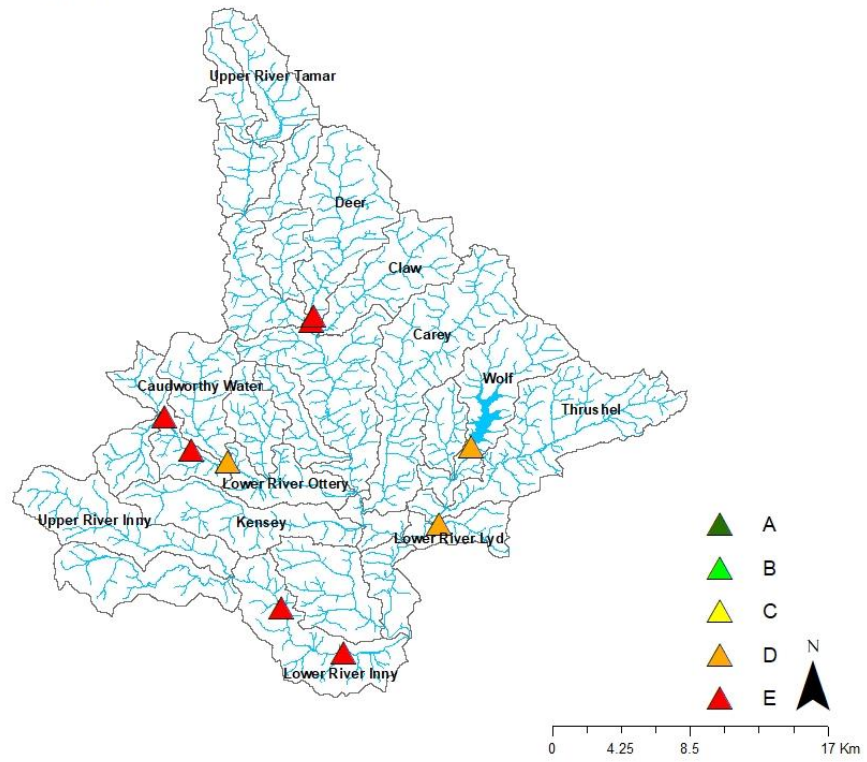 Upper River Tamar
Deer
Claw
Carey
Wolf
Caudworthy Water
Thrushel
Lower River Ottery
Upper River Inny
Kensey
Lower River Lyd
Lower River Inny
A
B
C
D
E
N
0 4.25 8.5 17 Km